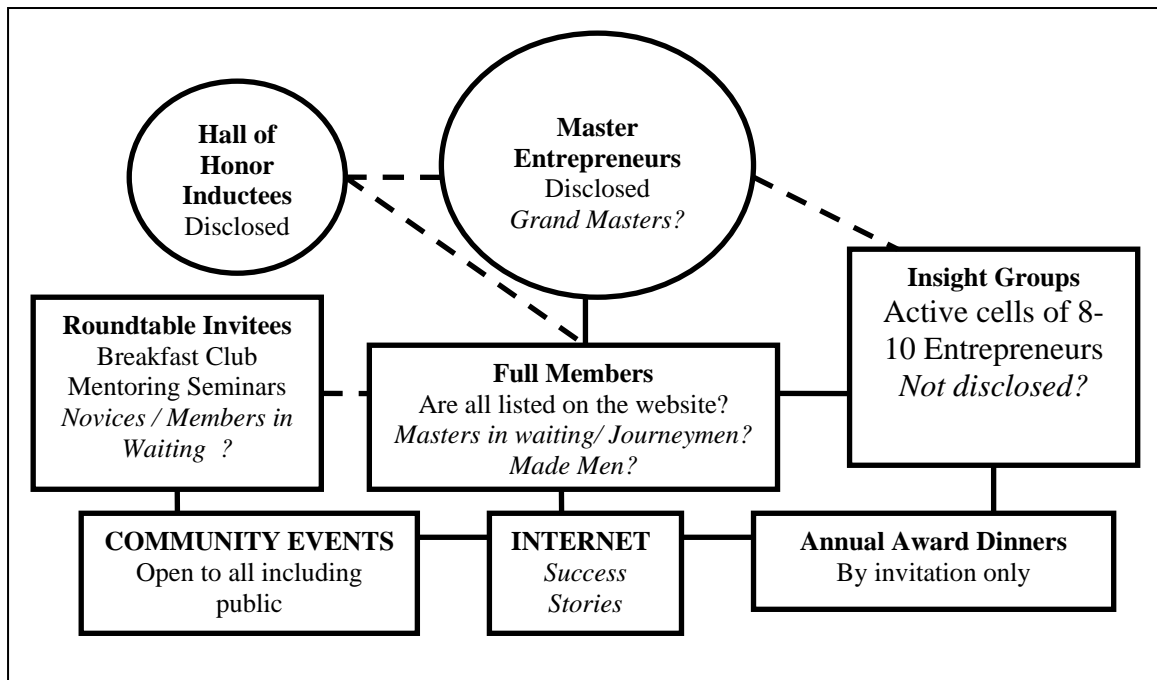 Hall of
Honor
Inductees
Disclosed
Master
Entrepreneurs
Disclosed
Grand Masters?
Insight Groups
Active cells of 8-
10 Entrepreneurs
Not disclosed?
Roundtable Invitees
Breakfast Club
Mentoring Seminars
Novices / Members in
Waiting ?
Full Members
Are all listed on the website?
Masters in waiting/ Journeymen?
Made Men?
COMMUNITY EVENTS
Open to all including
public
INTERNET
Success
Stories
Annual Award Dinners
By invitation only